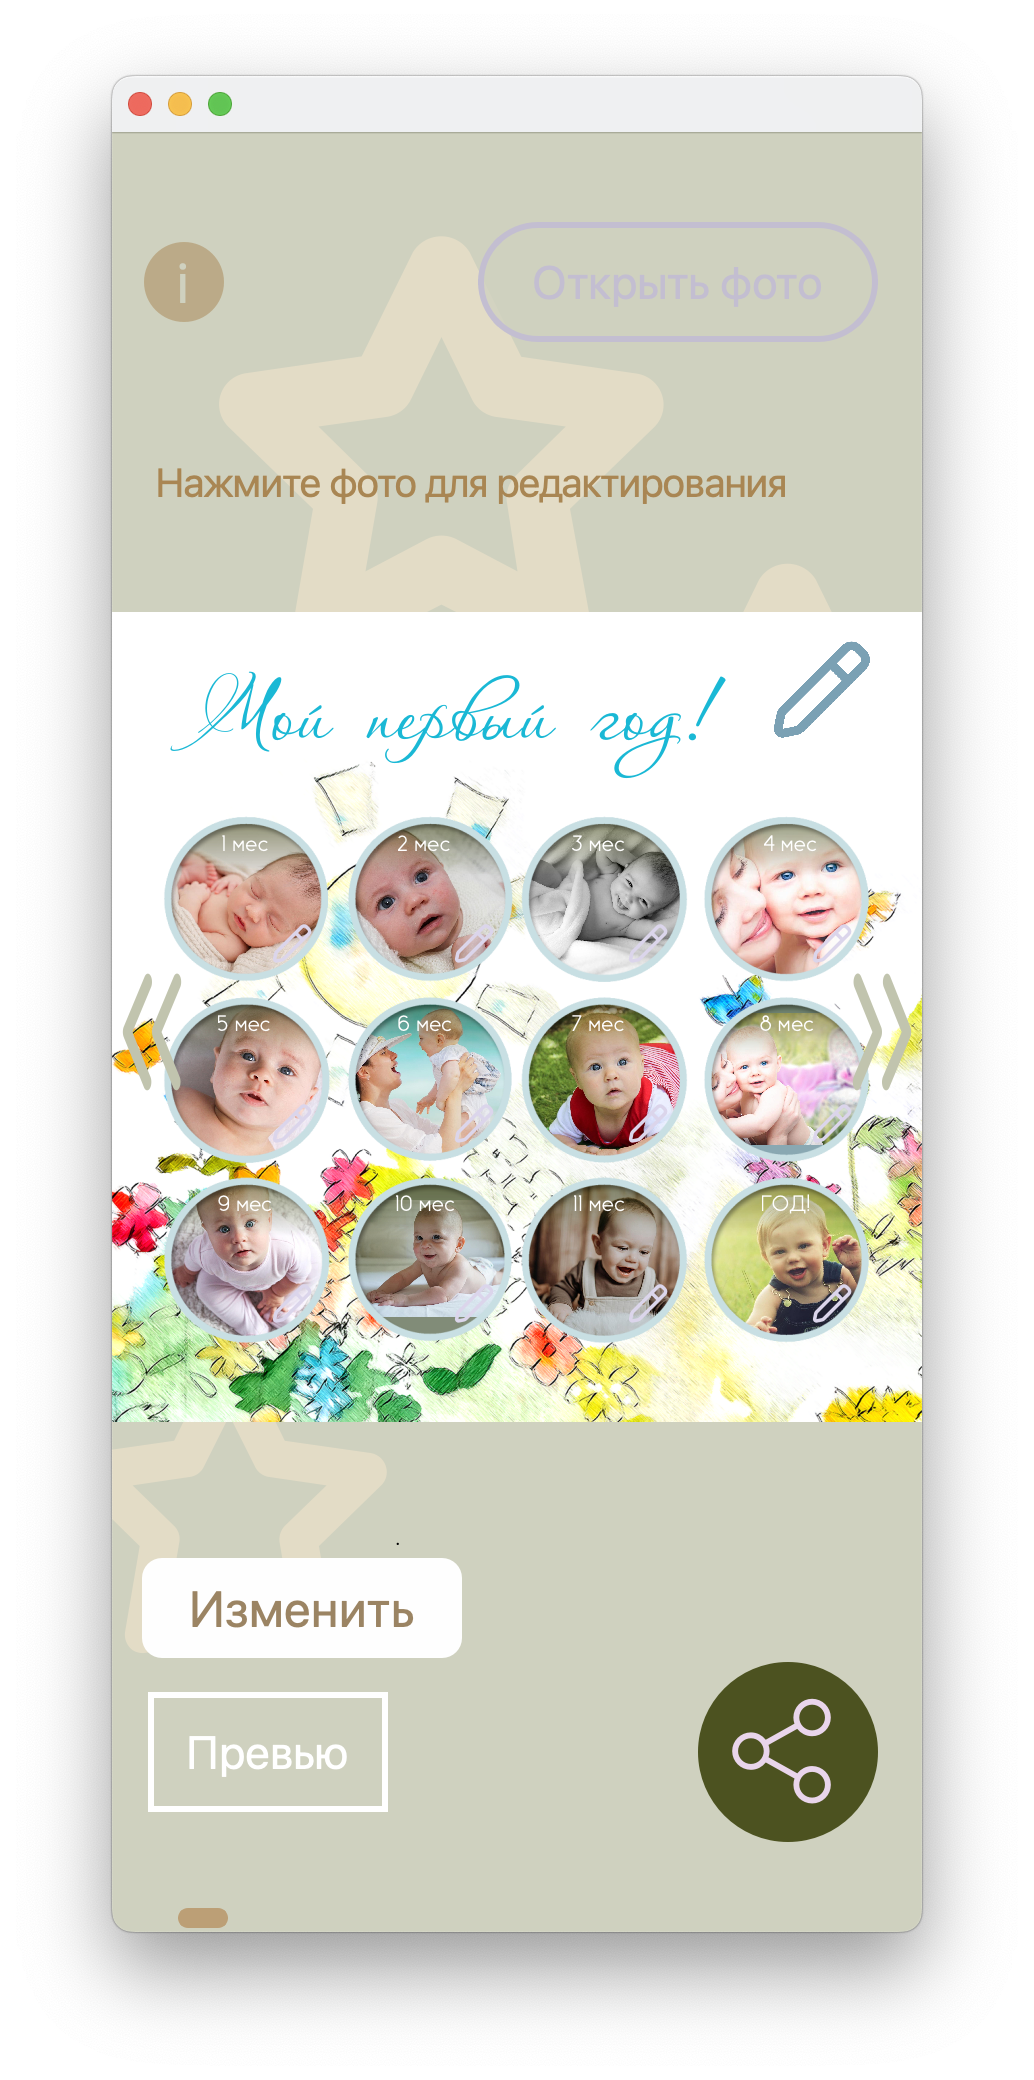 i
Открыть фото
Нажмите фото для редактирования
Мой первый год!
1 мес
2 мес
3 мес
4 мес
5 мес
6 мес
7 мес
8 мес
9 мес
10 мес
11 мес
ГОД!
Изменить
Превью